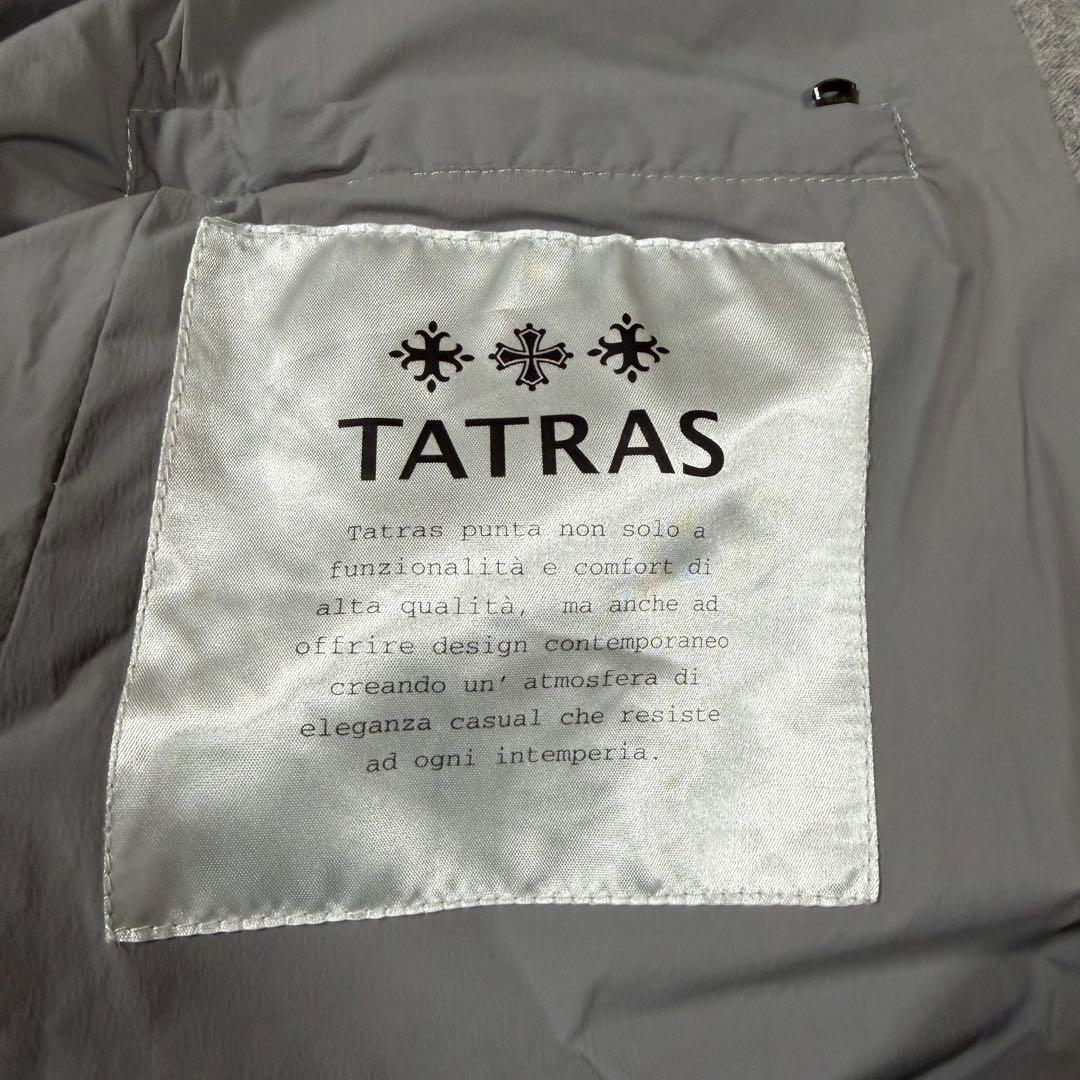 TATRAS
Tatras punta non solo a
funzionalità e comfort di
alta qualità, ma anche ad
offrire design contemporaneo
creando un' atmosfera di
eleganza casual che resiste
ad ogni intemperia.